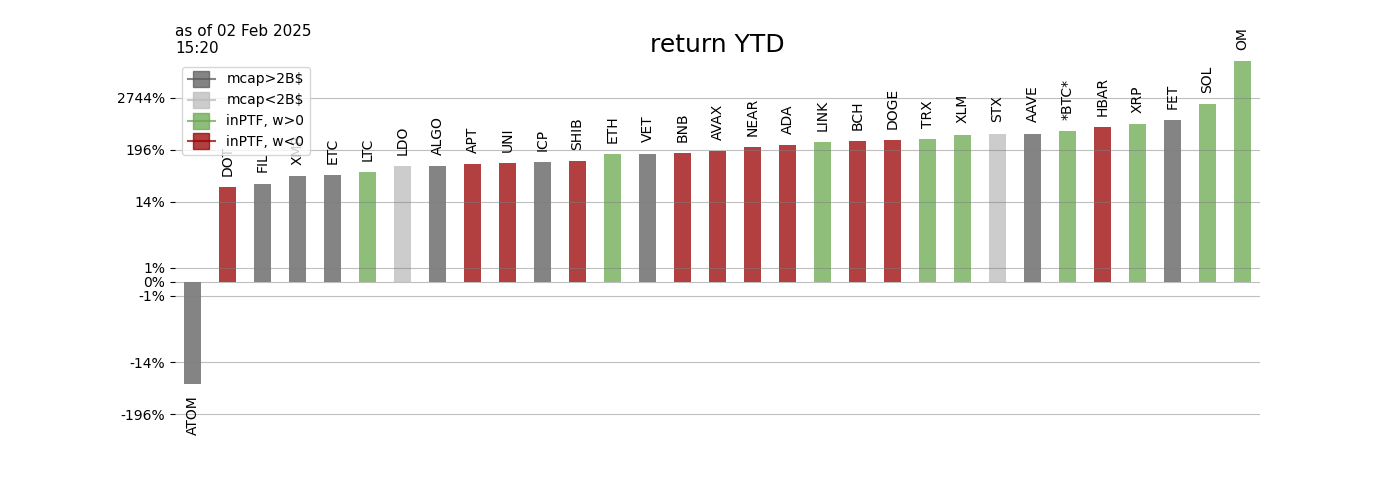 as of 02 Feb 2025
15:20
return YTD
mcap>2B$
mcap<2B$
inPTF, w>0
inPTF, w<0
2744%
196%
14%
1%
0%
-1%
-14%
-196%
ATOM
DOT
FIL
ETC
LTC
LDO
ALGO
APT
UNI
ICP
SHIB
ETH
VET
BNB
AVAX
NEAR
ADA
LINK
BCH
DOGE
TRX
XLM
STX
AAVE
*BTC*
HBAR
XRP
FET
SOL
OM